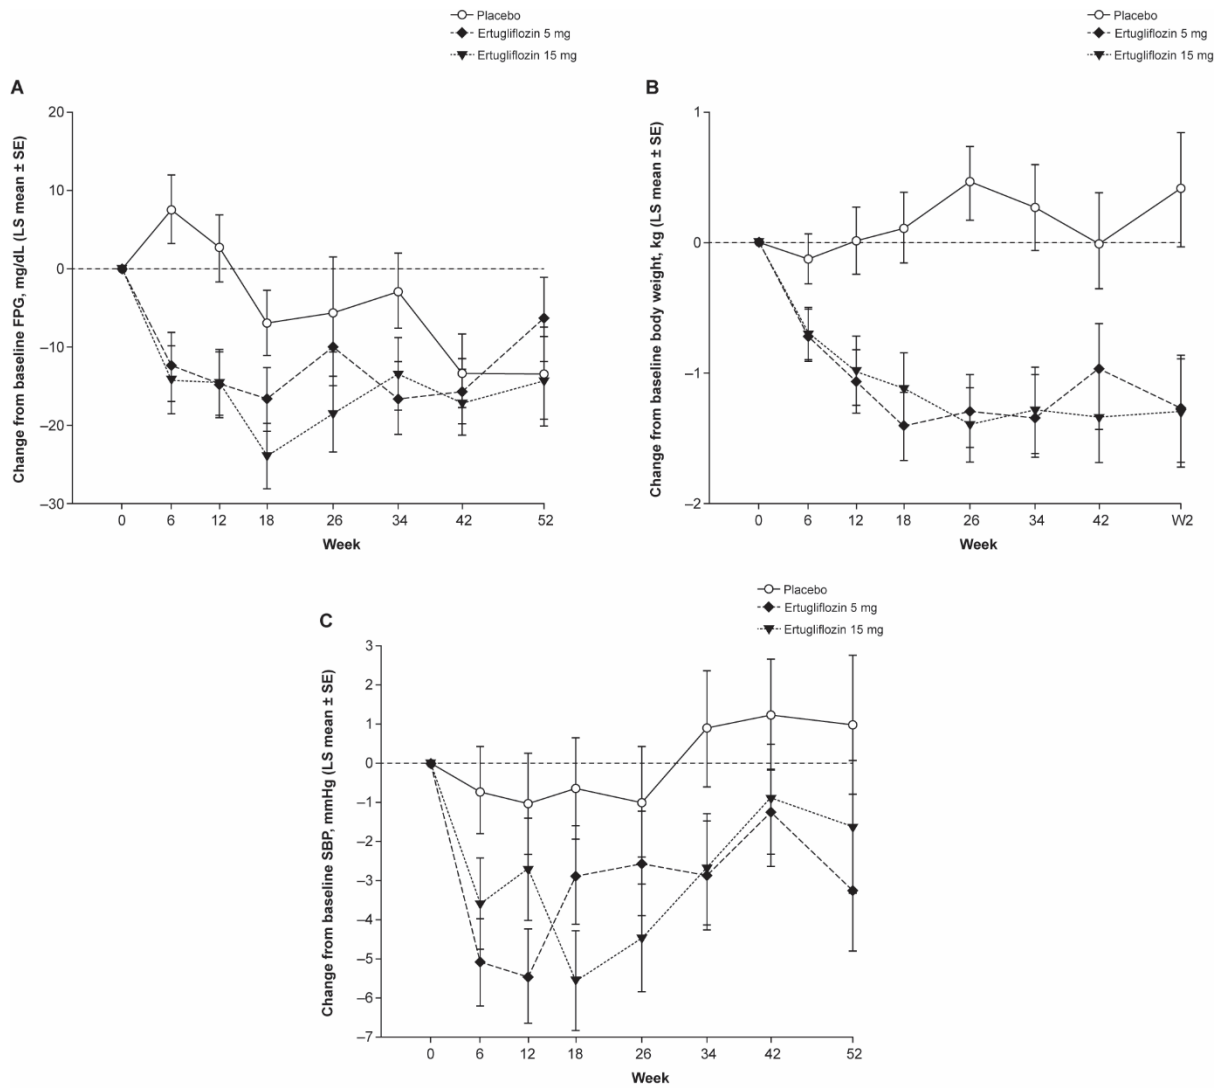 Placebo
Ertugliflozin 5 mg
Ertugliflozin 15 mg
A
Change from baseline FPG, mg/dL (LS mean ± SE)
20
10
0
–10
–20
–30
0 6 12 18 26 34 42 52
Week
Placebo
Ertugliflozin 5 mg
Ertugliflozin 15 mg
B
Change from baseline body weight, kg (LS mean ± SE)
1
0
–1
–2
0 6 12 18 26 34 42 W2
Week
Placebo
Ertugliflozin 5 mg
Ertugliflozin 15 mg
C
Change from baseline SBP, mmHg (LS mean ± SE)
3
2
1
0
–1
–2
–3
–4
–5
–6
–7
0 6 12 18 26 34 42 52
Week